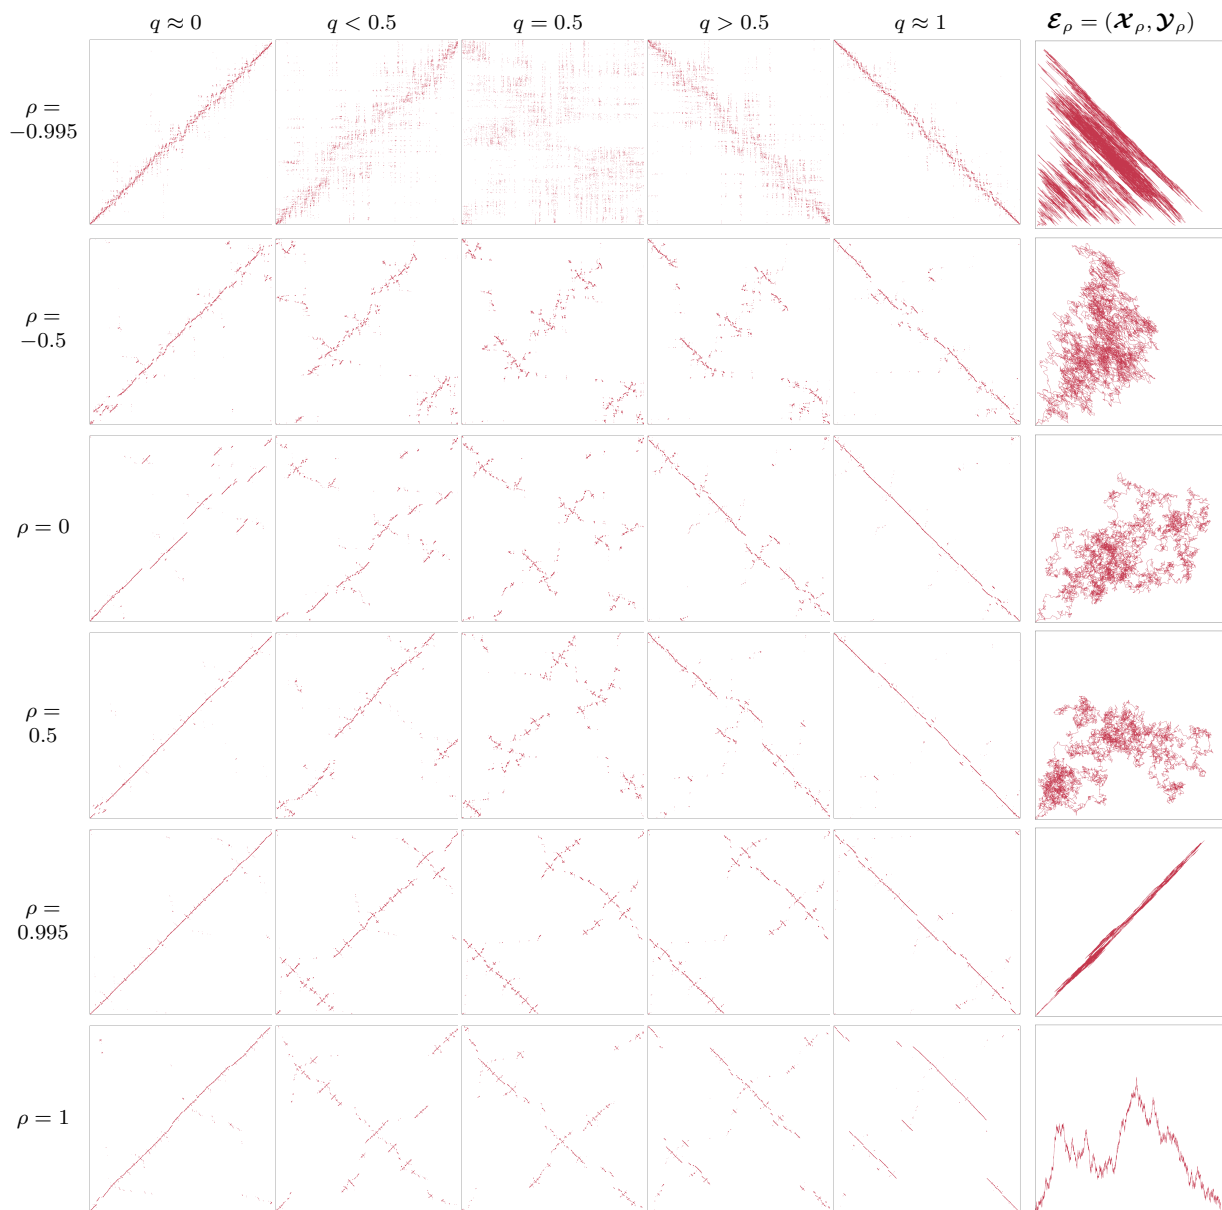 q ≈ 0 q < 0.5 q = 0.5 q > 0.5 q ≈ 1 𝓔ρ = (𝓧ρ, 𝓨ρ)
ρ =
−0.995
ρ =
−0.5
ρ = 0
ρ =
0.5
ρ =
0.995
ρ = 1